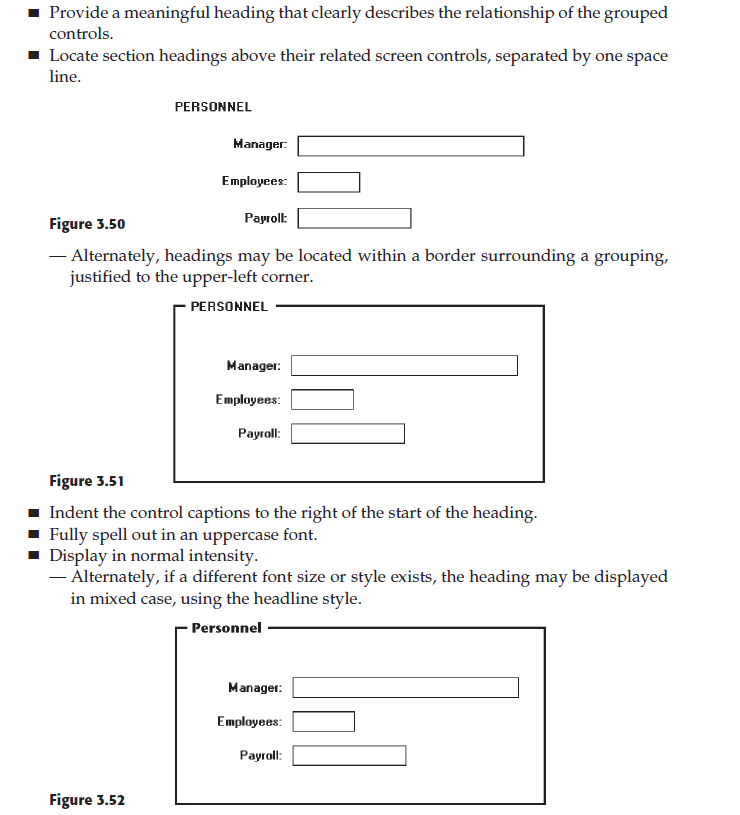 ■ Provide a meaningful heading that clearly describes the relationship of the grouped
controls.
■ Locate section headings above their related screen controls, separated by one space
line.
PERSONNEL
Manager:
Employees:
Payroll:
Figure 3.50
— Alternately, headings may be located within a border surrounding a grouping,
justified to the upper-left corner.
PERSONNEL
Manager:
Employees:
Payroll:
Figure 3.51
■ Indent the control captions to the right of the start of the heading.
■ Fully spell out in an uppercase font.
■ Display in normal intensity.
— Alternately, if a different font size or style exists, the heading may be displayed
in mixed case, using the headline style.
Personnel
Manager:
Employees:
Payroll:
Figure 3.52